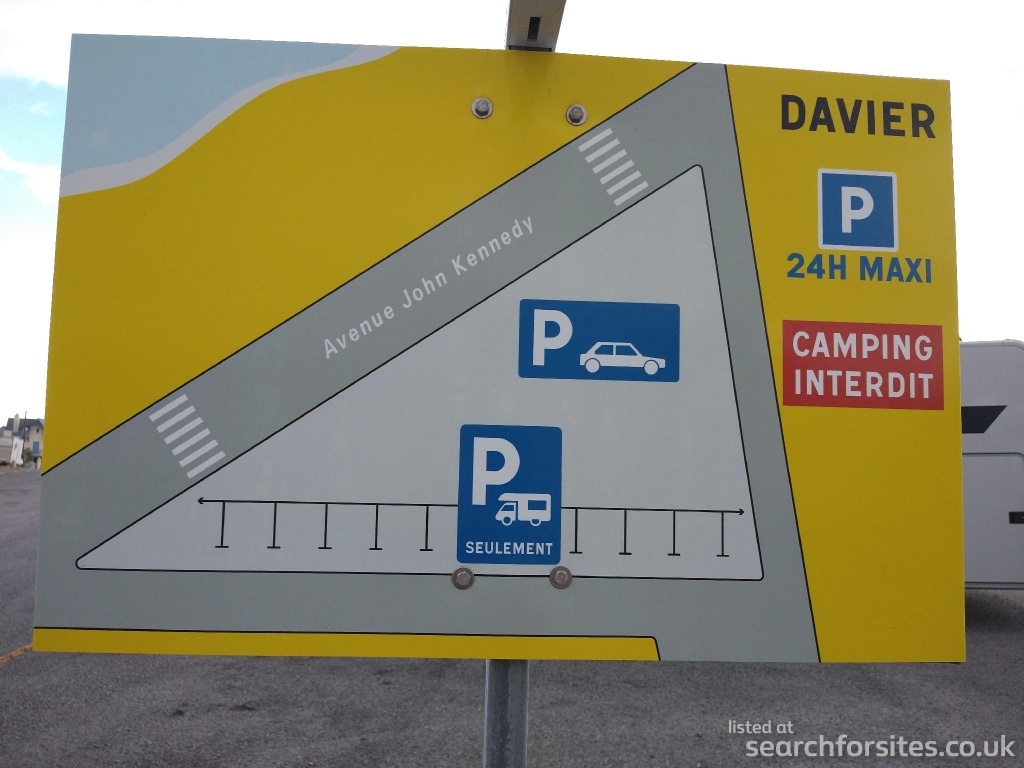 DAVIER
P
24H MAXI
CAMPING
INTERDIT
Avenue John Kennedy
P
P
SEULEMENT
listed at
searchforsites.co.uk